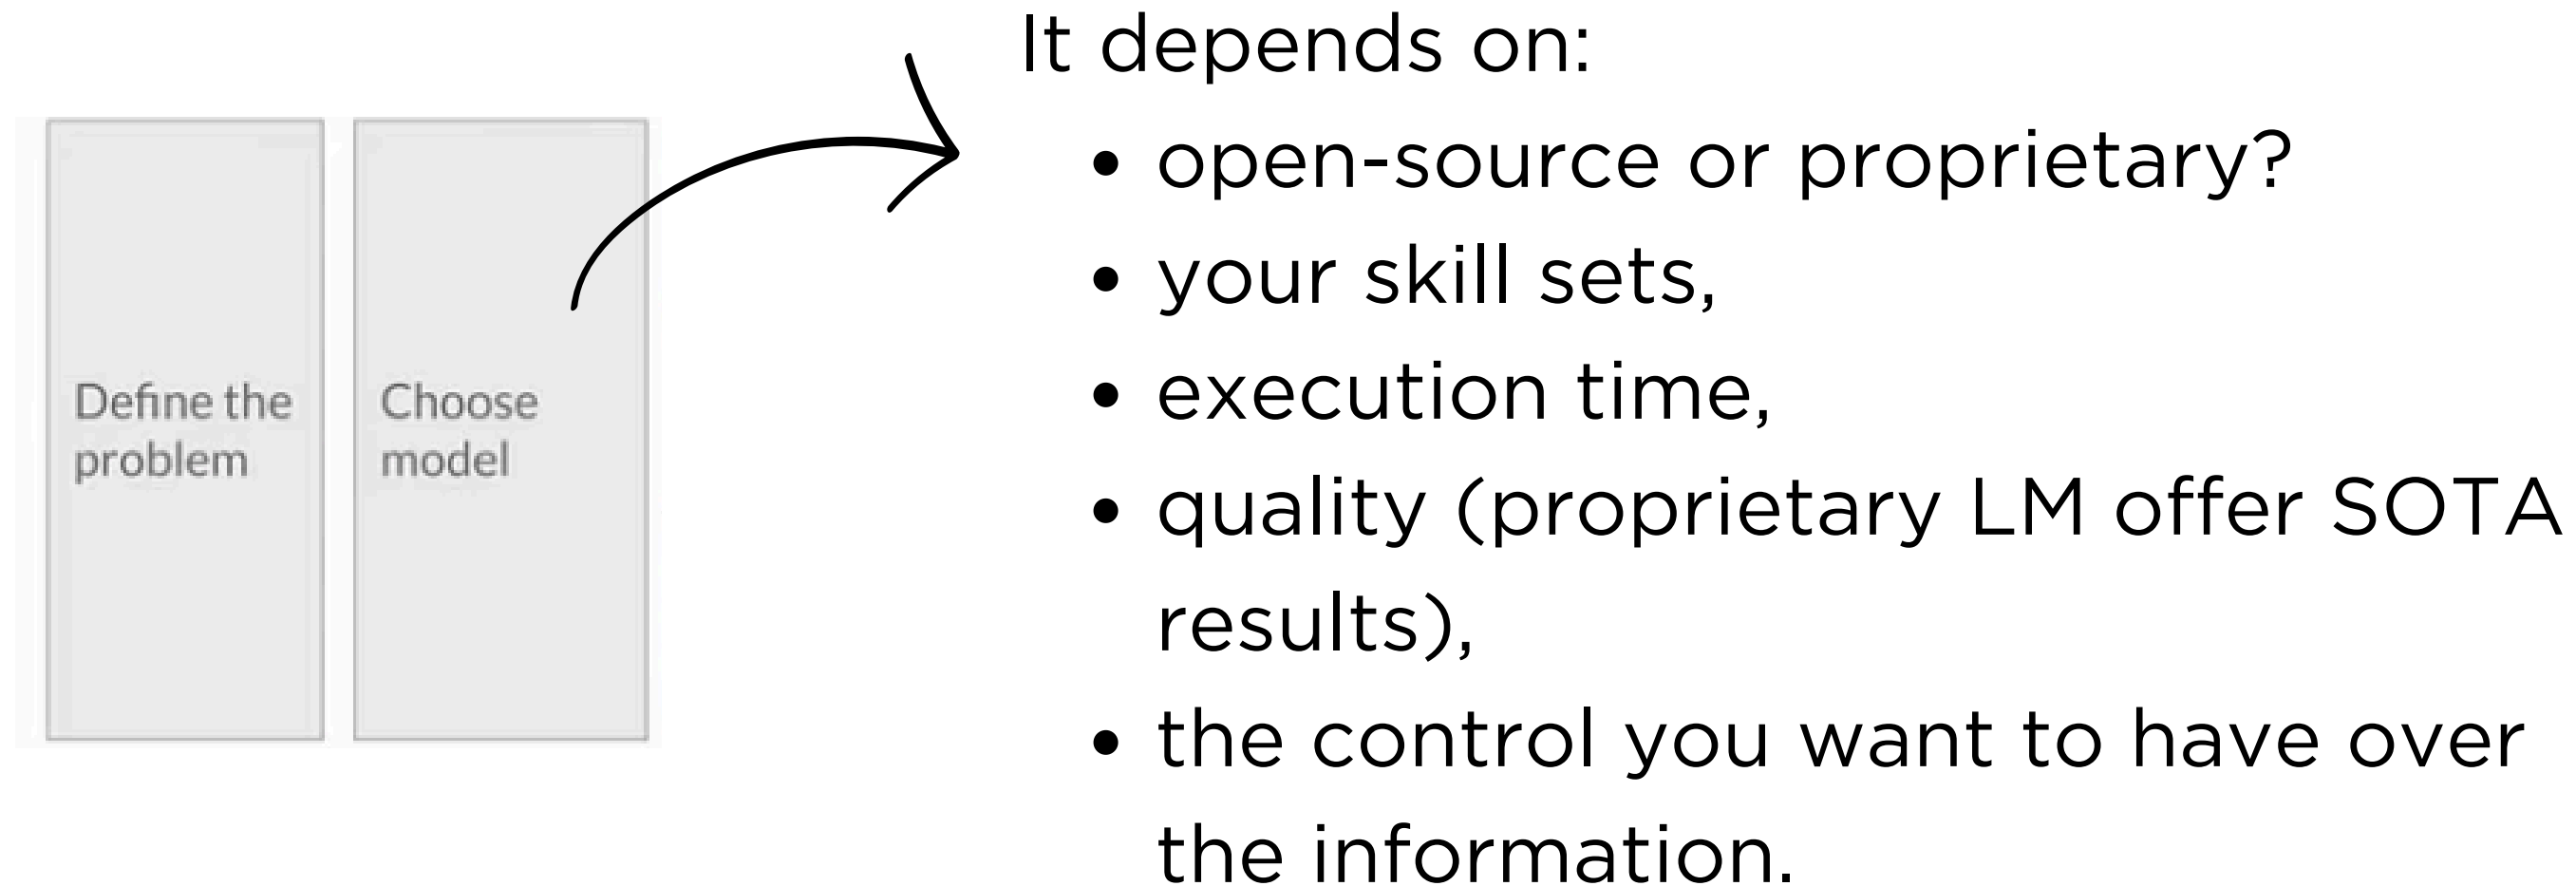 Define the
problem
Choose
model
It depends on:
• open-source or proprietary?
• your skill sets,
• execution time,
• quality (proprietary LM offer SOTA
results),
• the control you want to have over
the information.